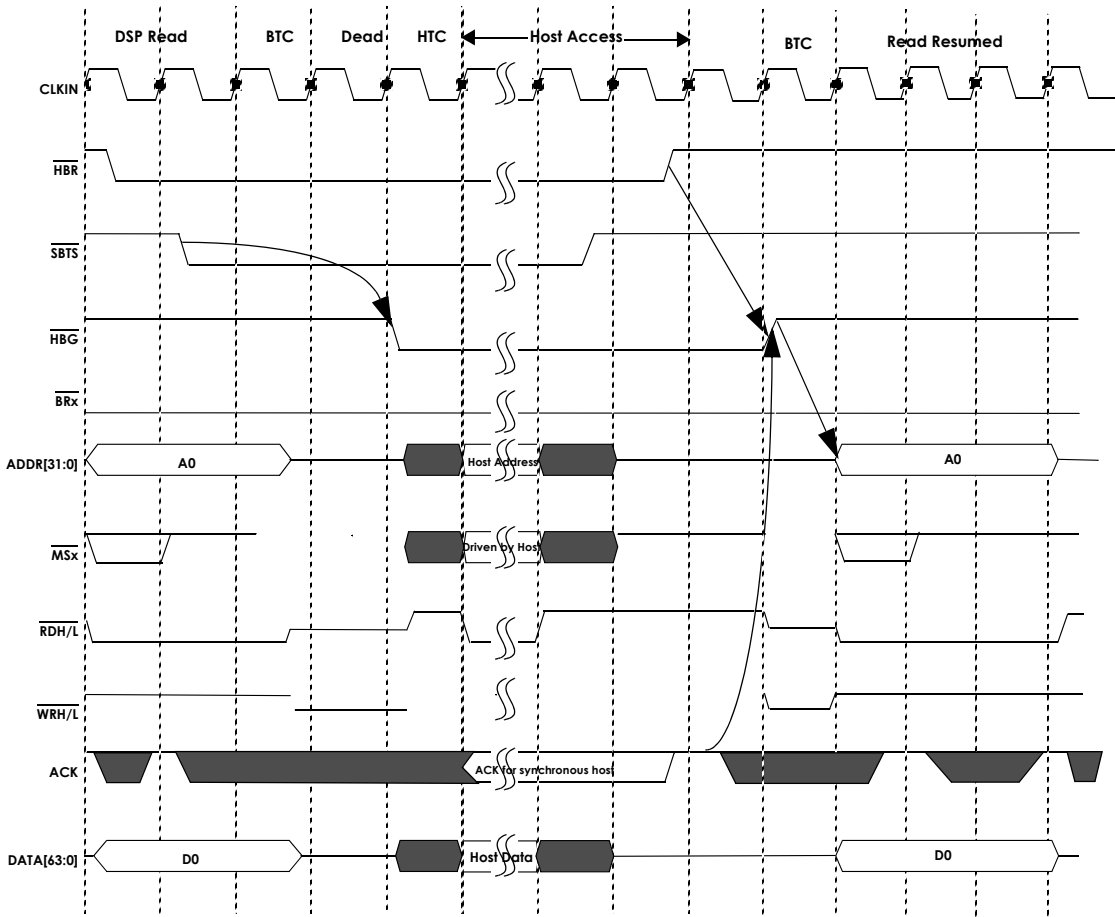 DSP Read BTC Dead HTC Host Access BTC Read Resumed
CLKIN
HBR
SBTS
HBG
BRx
ADDR[31:0] A0 Host Address A0
MSx Driven by Host
RDH/L
WRH/L
ACK ACK for synchronous host
DATA[63:0] D0 Host Data D0